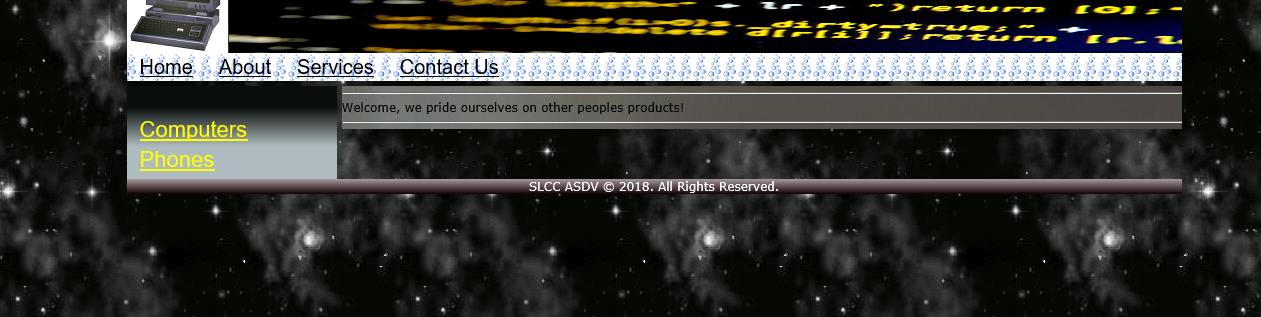 ")return [0];
dirty=true;
[i]];return [r.
Home About Services Contact Us
Welcome, we pride ourselves on other peoples products!
Computers
Phones
SLCC ASDV © 2018. All Rights Reserved.